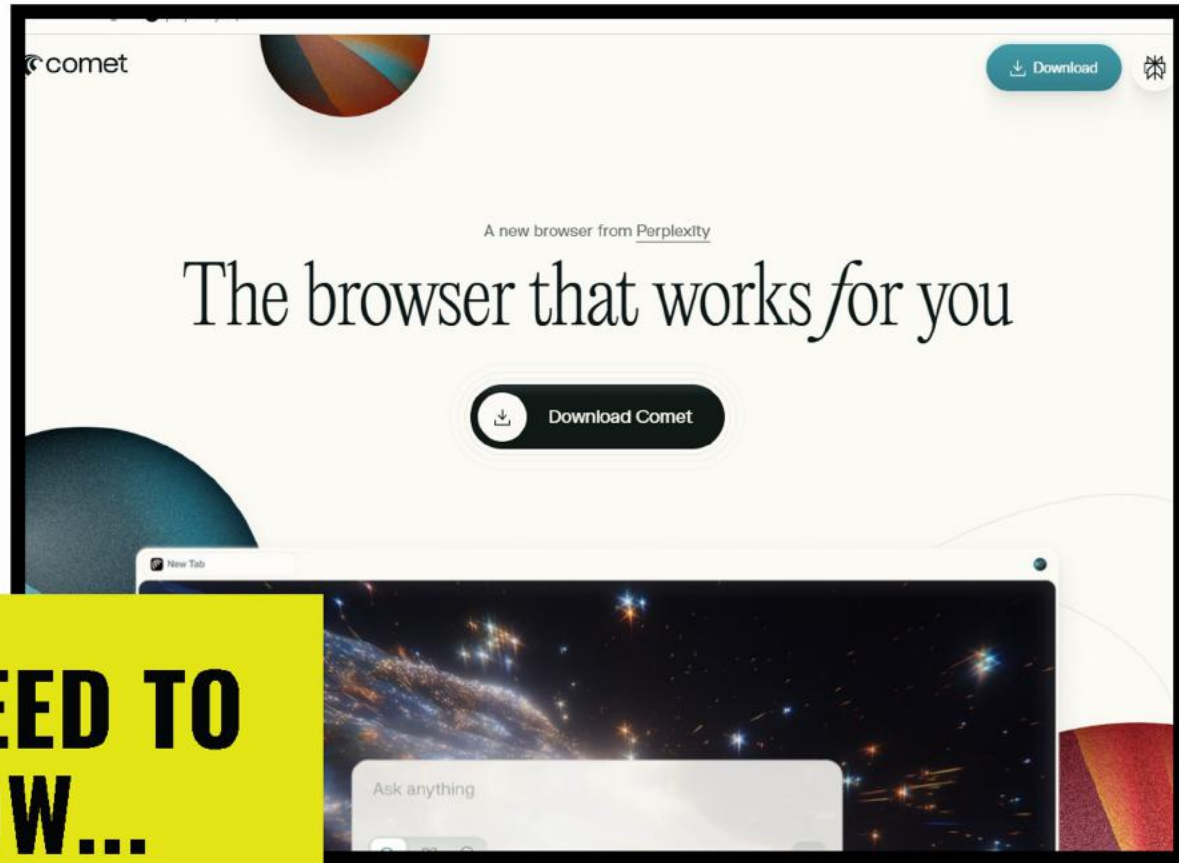 comet
Download
A new browser from Perplexity
The browser that works for you
Download Comet
New Tab
Ask anything
EED TO
W...